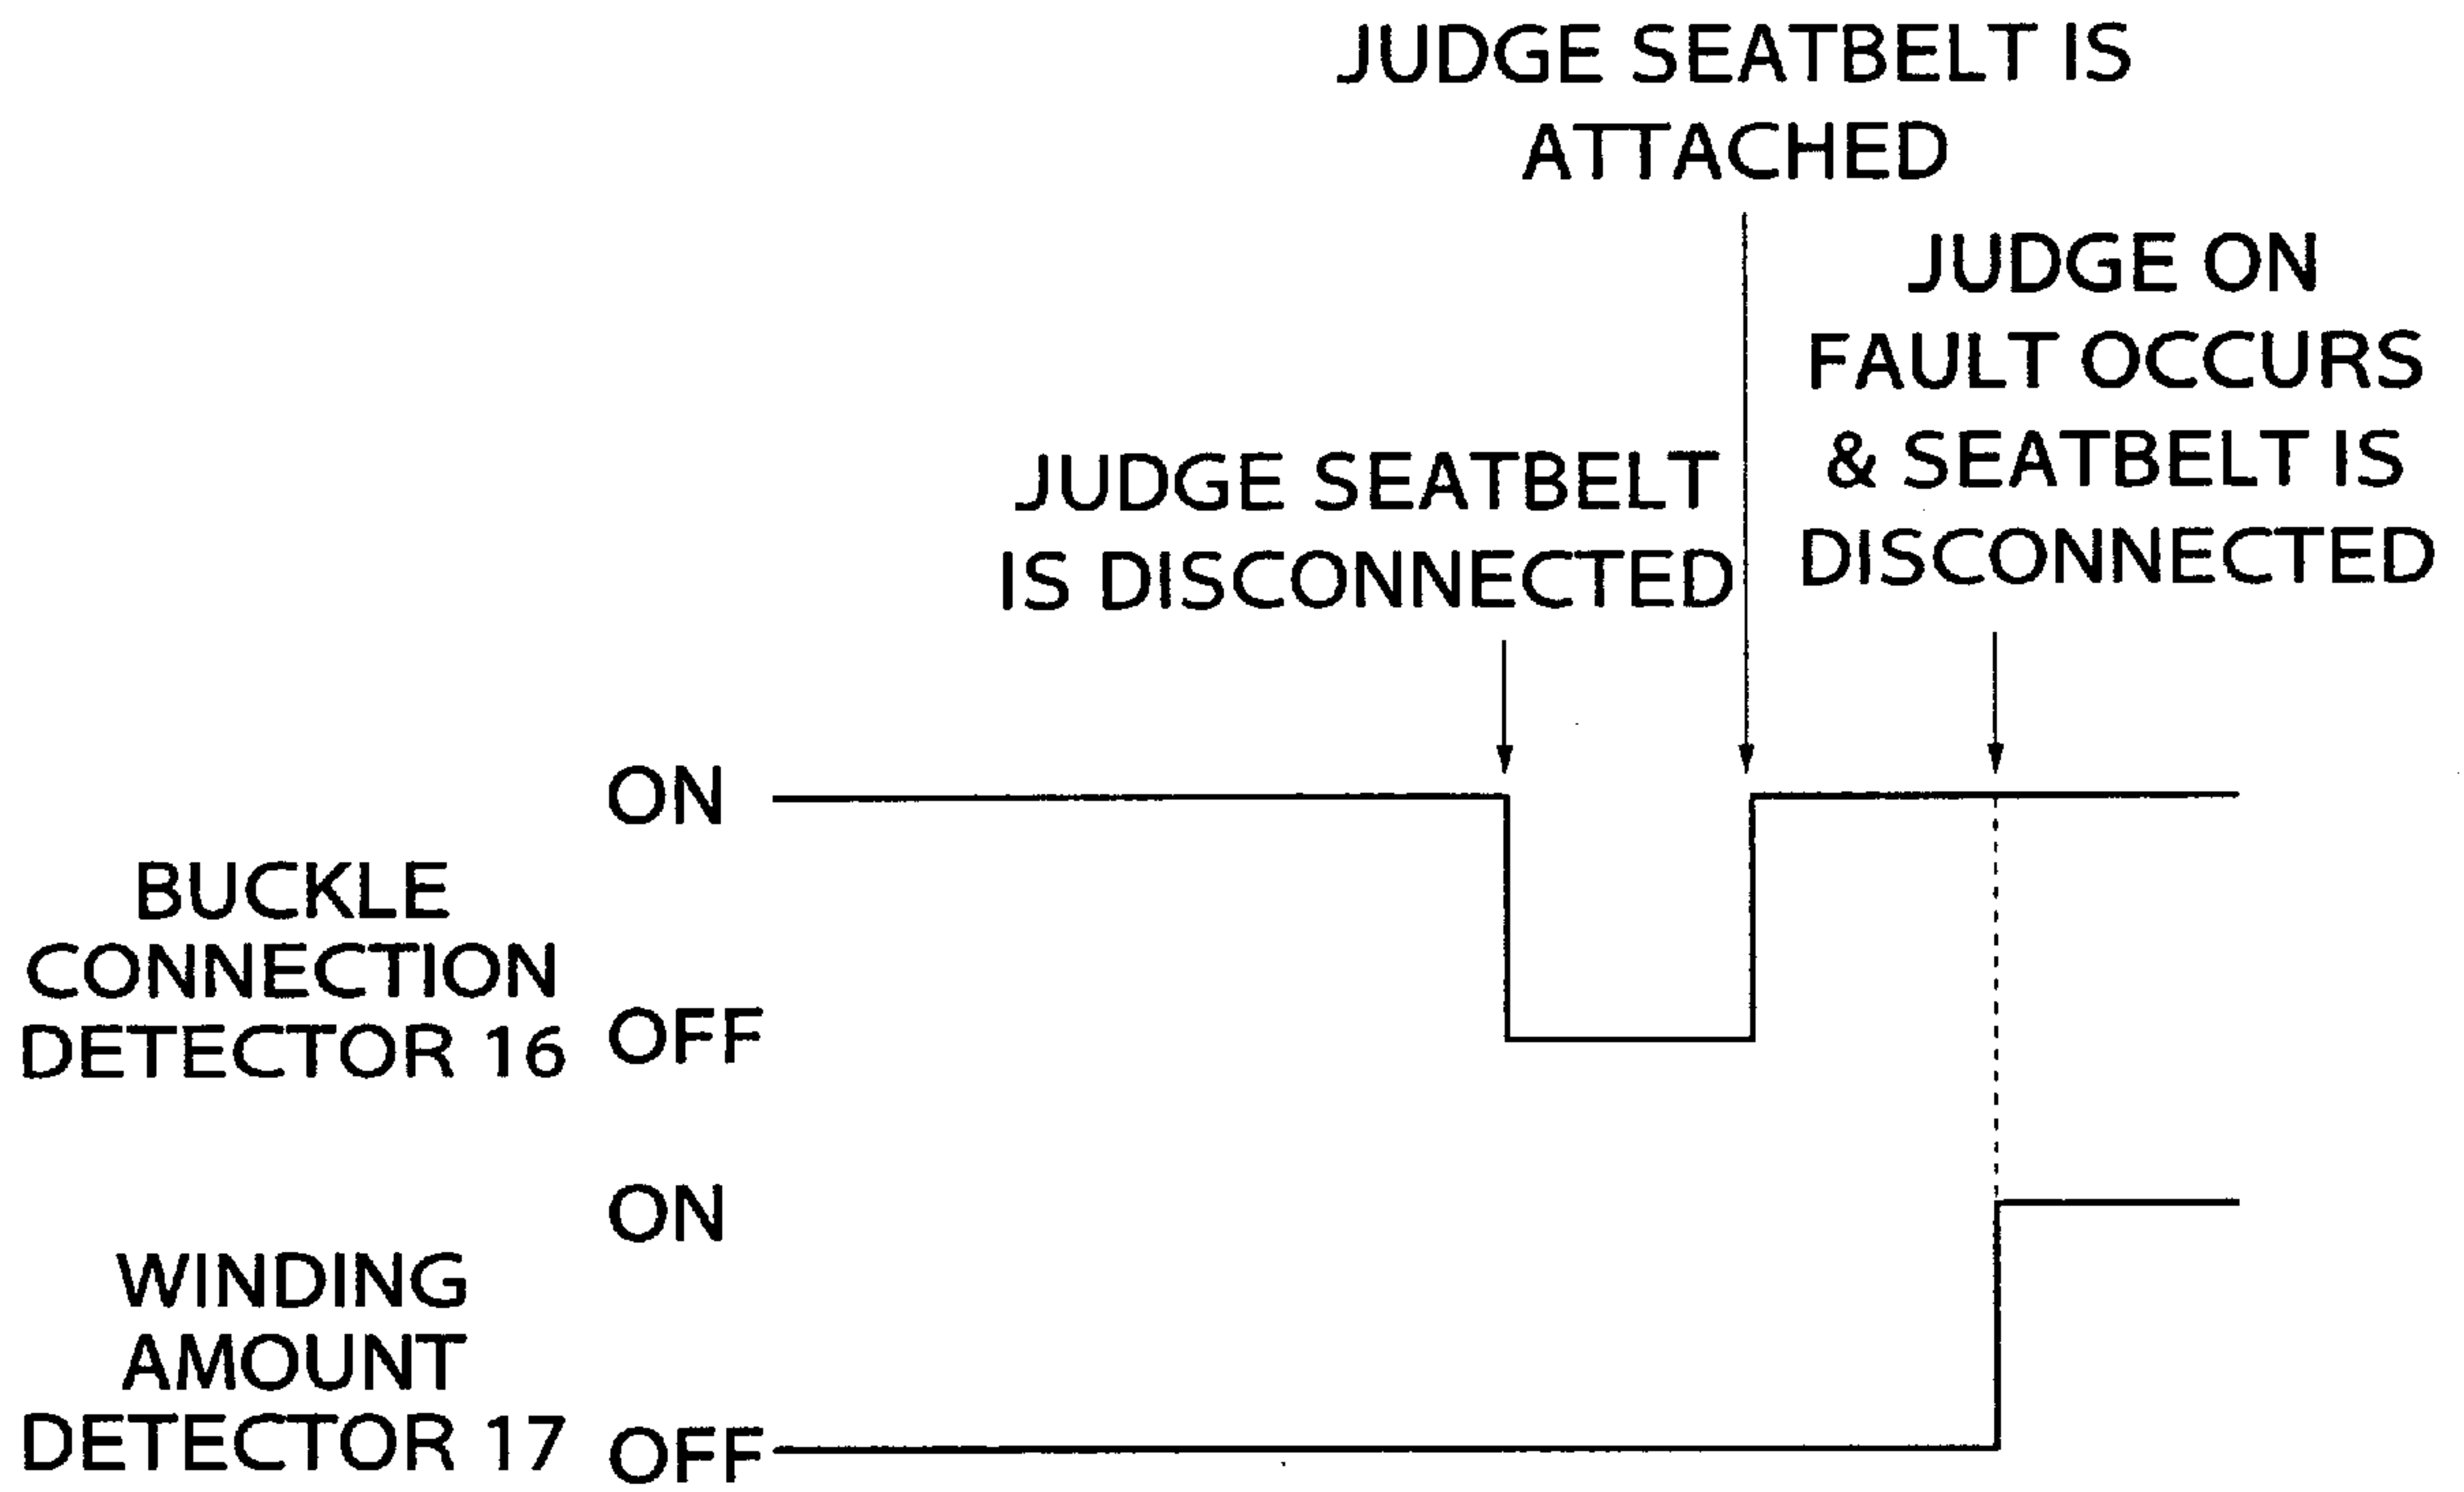 JUDGE SEATBELT IS
ATTACHED
JUDGE ON
FAULT OCCURS
& SEATBELT IS
DISCONNECTED
JUDGE SEATBELT
IS DISCONNECTED
ON
BUCKLE
CONNECTION
DETECTOR 16
OFF
ON
WINDING
AMOUNT
DETECTOR 17
OFF